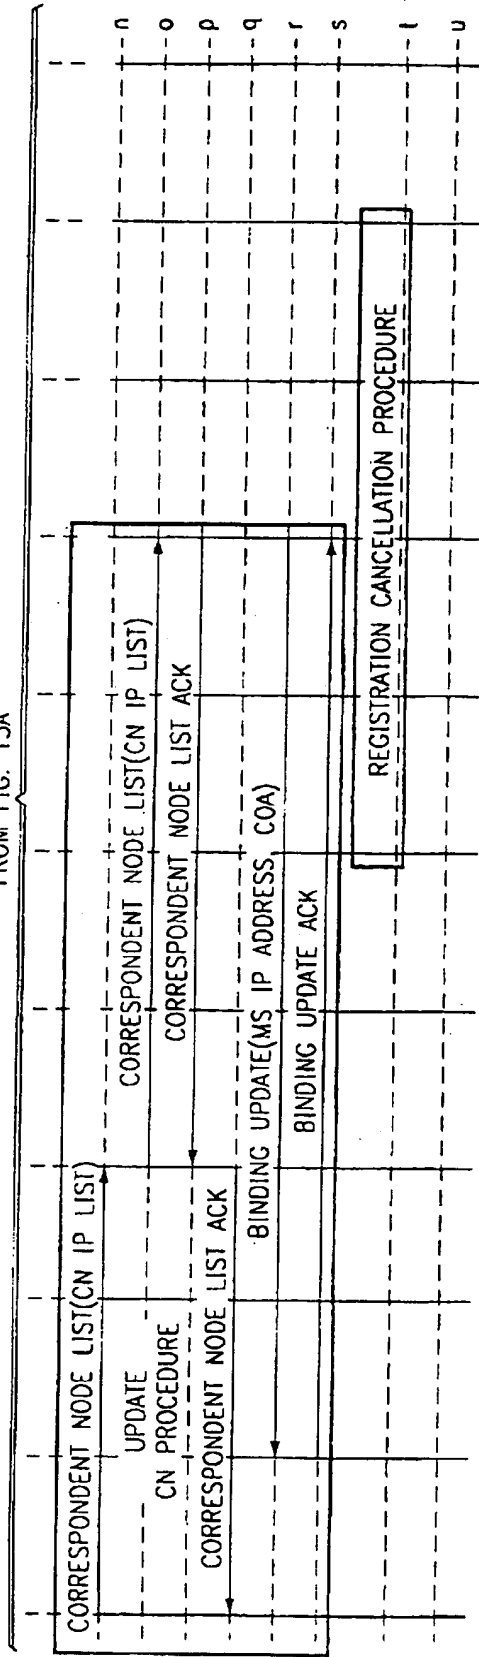 FROM FIG. 15A
CORRESPONDENT NODE LIST(CN IP LIST)
UPDATE
CN PROCEDURE
CORRESPONDENT NODE LIST(CN IP LIST)
CORRESPONDENT NODE LIST ACK
CORRESPONDENT NODE LIST ACK
BINDING UPDATE(MS IP ADDRESS, COA)
BINDING UPDATE ACK
REGISTRATION CANCELLATION PROCEDURE
n
o
p
q
r
s
t
u